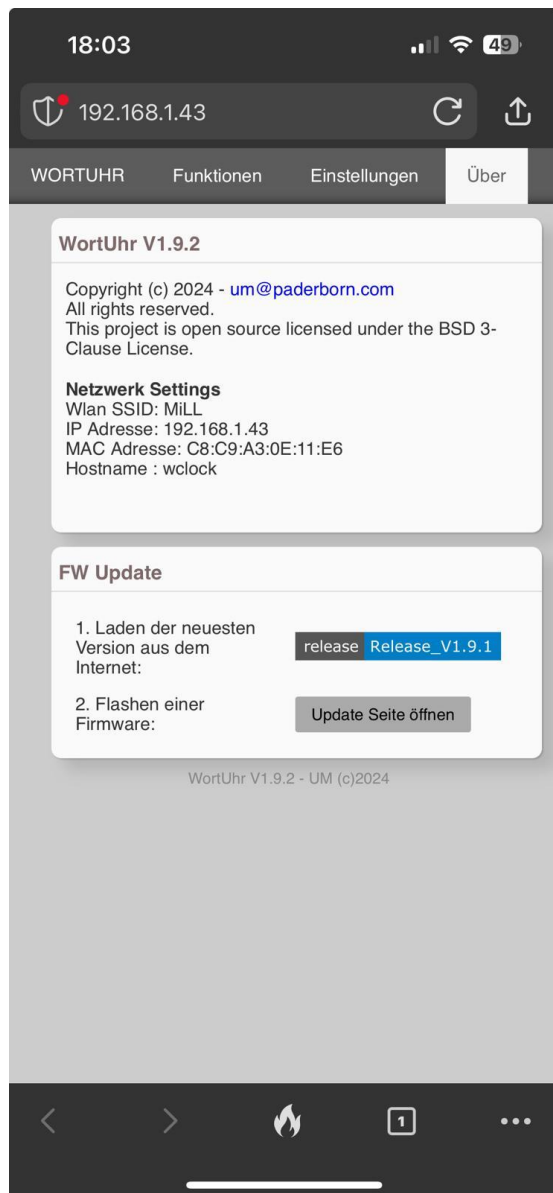 18:03
49
192.168.1.43
WORTUHR Funktionen Einstellungen Über
WortUhr V1.9.2
Copyright (c) 2024 - um@paderborn.com
All rights reserved.
This project is open source licensed under the BSD 3-
Clause License.
Netzwerk Settings
Wlan SSID: MiLL
IP Adresse: 192.168.1.43
MAC Adresse: C8:C9:A3:0E:11:E6
Hostname : wclock
FW Update
1. Laden der neuesten
Version aus dem
Internet:
release Release_V1.9.1
2. Flashen einer
Firmware:
Update Seite öffnen
WortUhr V1.9.2 - UM (c)2024
1